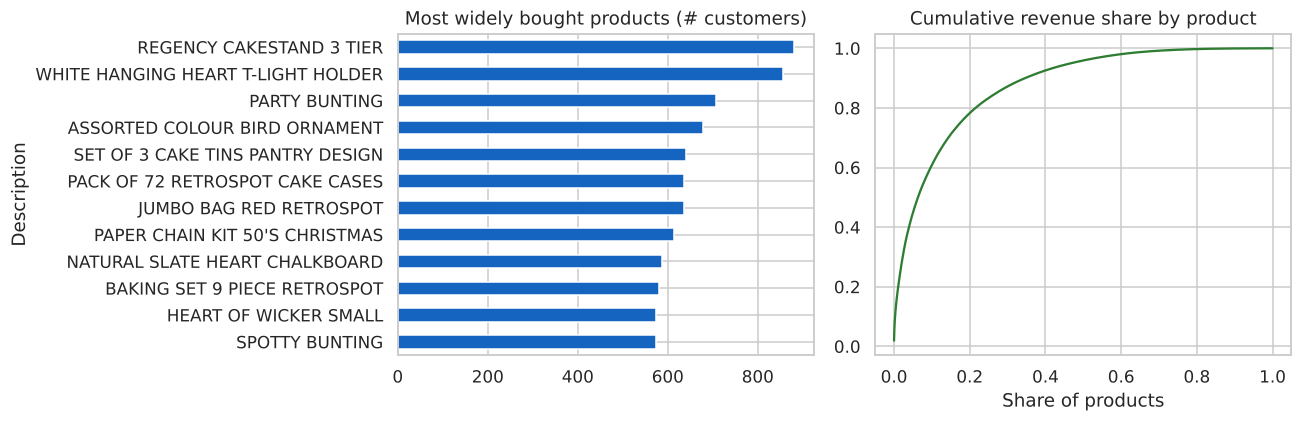 Most widely bought products (# customers)
Description
REGENCY CAKESTAND 3 TIER
WHITE HANGING HEART T-LIGHT HOLDER
PARTY BUNTING
ASSORTED COLOUR BIRD ORNAMENT
SET OF 3 CAKE TINS PANTRY DESIGN
PACK OF 72 RETROSPOT CAKE CASES
JUMBO BAG RED RETROSPOT
PAPER CHAIN KIT 50'S CHRISTMAS
NATURAL SLATE HEART CHALKBOARD
BAKING SET 9 PIECE RETROSPOT
HEART OF WICKER SMALL
SPOTTY BUNTING
0 200 400 600 800
Cumulative revenue share by product
1.0
0.8
0.6
0.4
0.2
0.0
0.0 0.2 0.4 0.6 0.8 1.0
Share of products